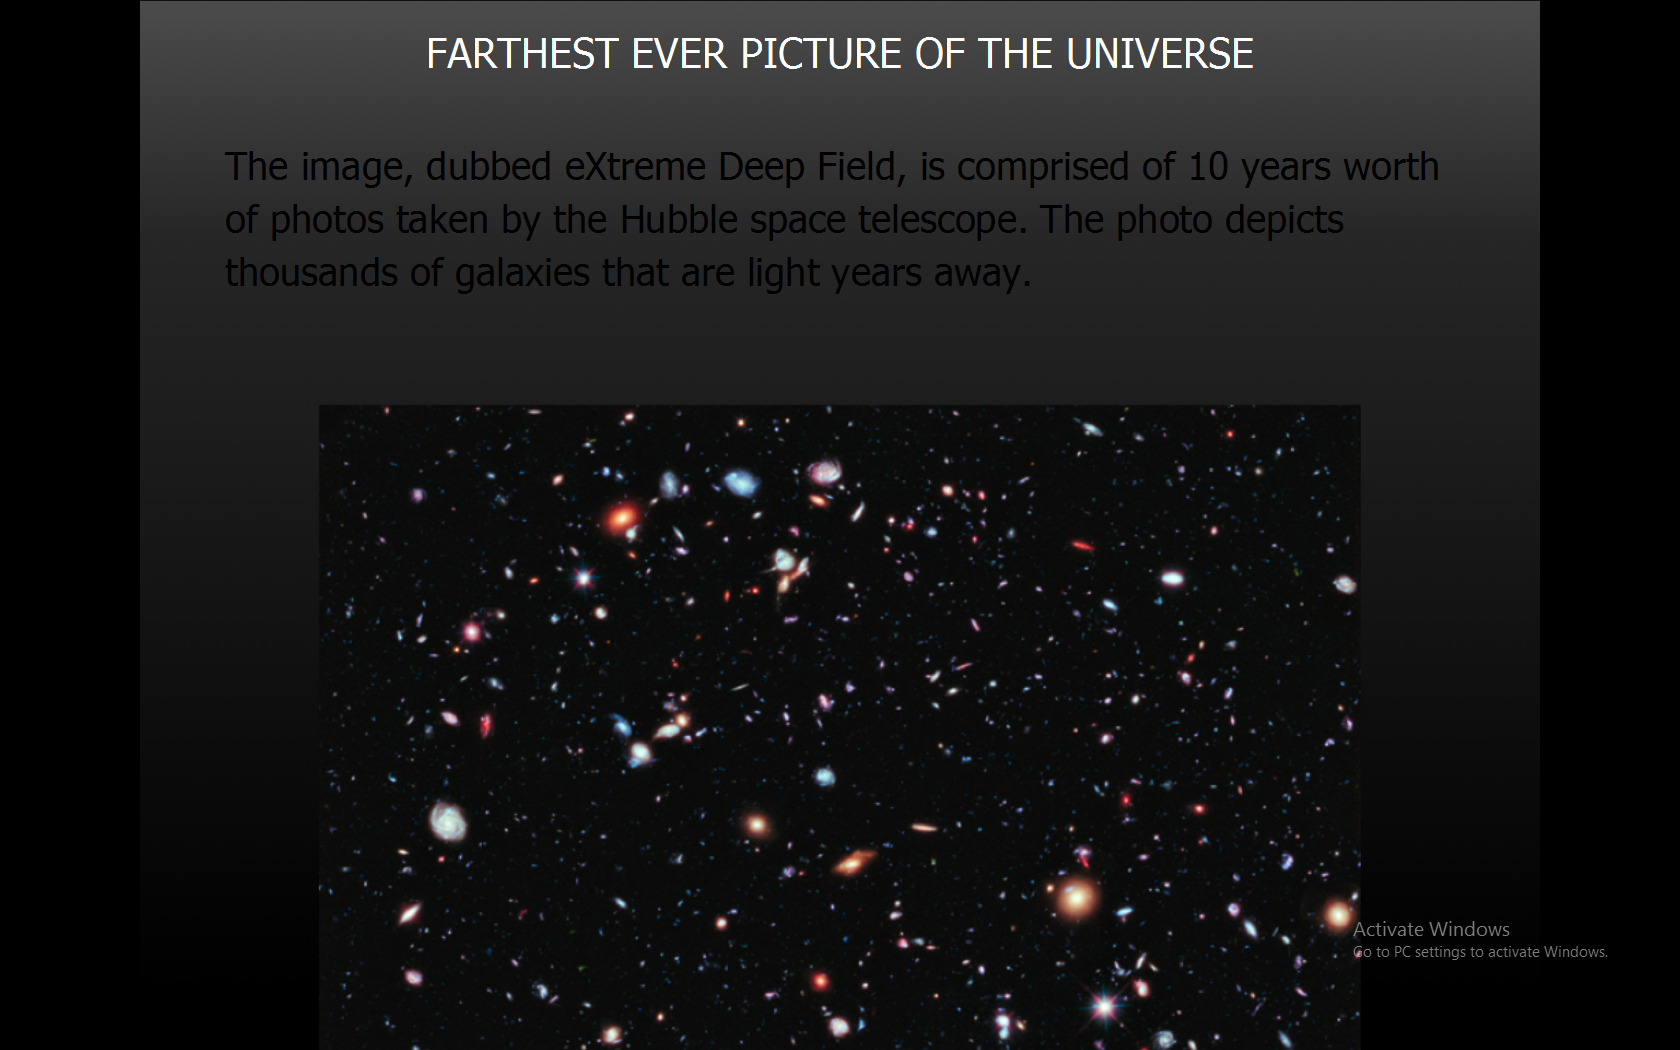 FARTHEST EVER PICTURE OF THE UNIVERSE
The image, dubbed eXtreme Deep Field, is comprised of 10 years worth
of photos taken by the Hubble space telescope. The photo depicts
thousands of galaxies that are light years away.
Activate Windows
Go to PC settings to activate Windows.